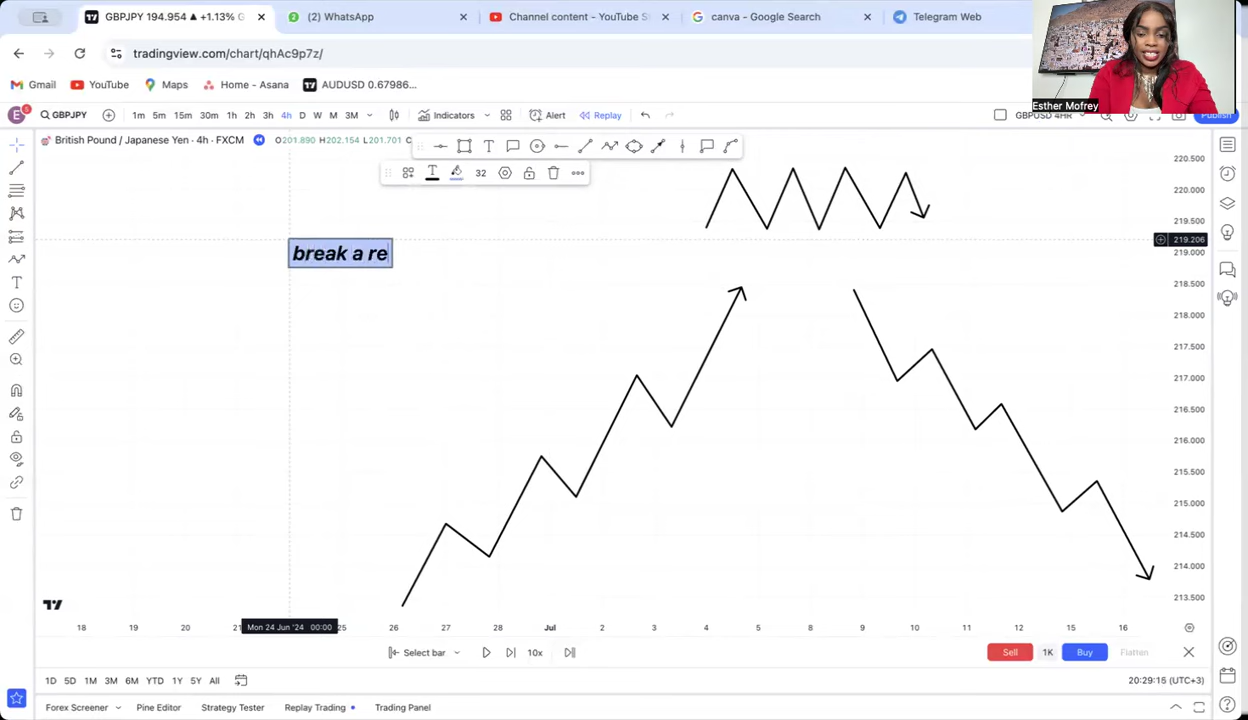 GBPJPY 194.954 ▲ +1.13% G
(2) WhatsApp
Channel content - YouTube S
canva - Google Search
Telegram Web
tradingview.com/chart/qhAc9p7z/
Gmail
YouTube
Maps
Home - Asana
AUDUSD 0.67986...
Esther Mofrey
E
GBPJPY
1m 5m 15m 30m 1h 2h 3h 4h D W M 3M
Indicators
Alert
Replay
GBPUSD 4HR
Publish
British Pound / Japanese Yen · 4h · FXCM
O201.890 H202.154 L201.701 C
T 32
break a re
220.500
220.000
219.500
219.206
219.000
218.500
218.000
217.500
217.000
216.500
216.000
215.500
215.000
214.500
214.000
213.500
18 19 20 21 Mon 24 Jun '24 00:00 25 26 27 28 Jul 2 3 4 5 8 9 10 11 12 15 16
Select bar
10x
Sell 1K Buy Flatten
1D 5D 1M 3M 6M YTD 1Y 5Y All
20:29:15 (UTC+3)
Forex Screener
Pine Editor
Strategy Tester
Replay Trading
Trading Panel